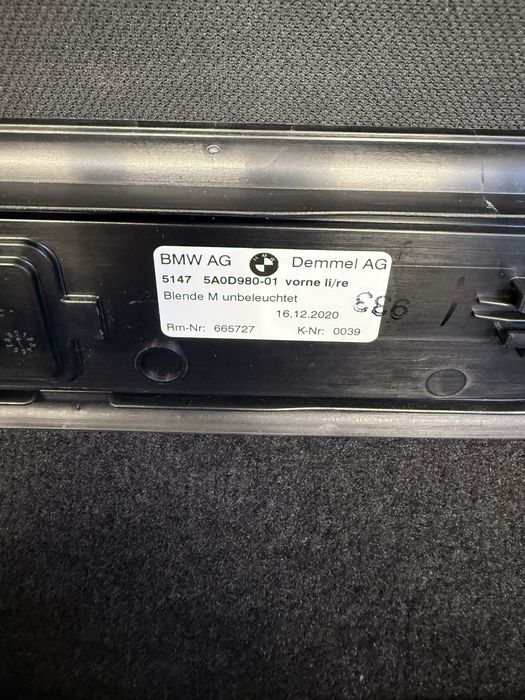 BMW AG Demmel AG
5147 5A0D980-01 vorne li/re
Blende M unbeleuchtet
16.12.2020
Rm-Nr: 665727 K-Nr: 0039